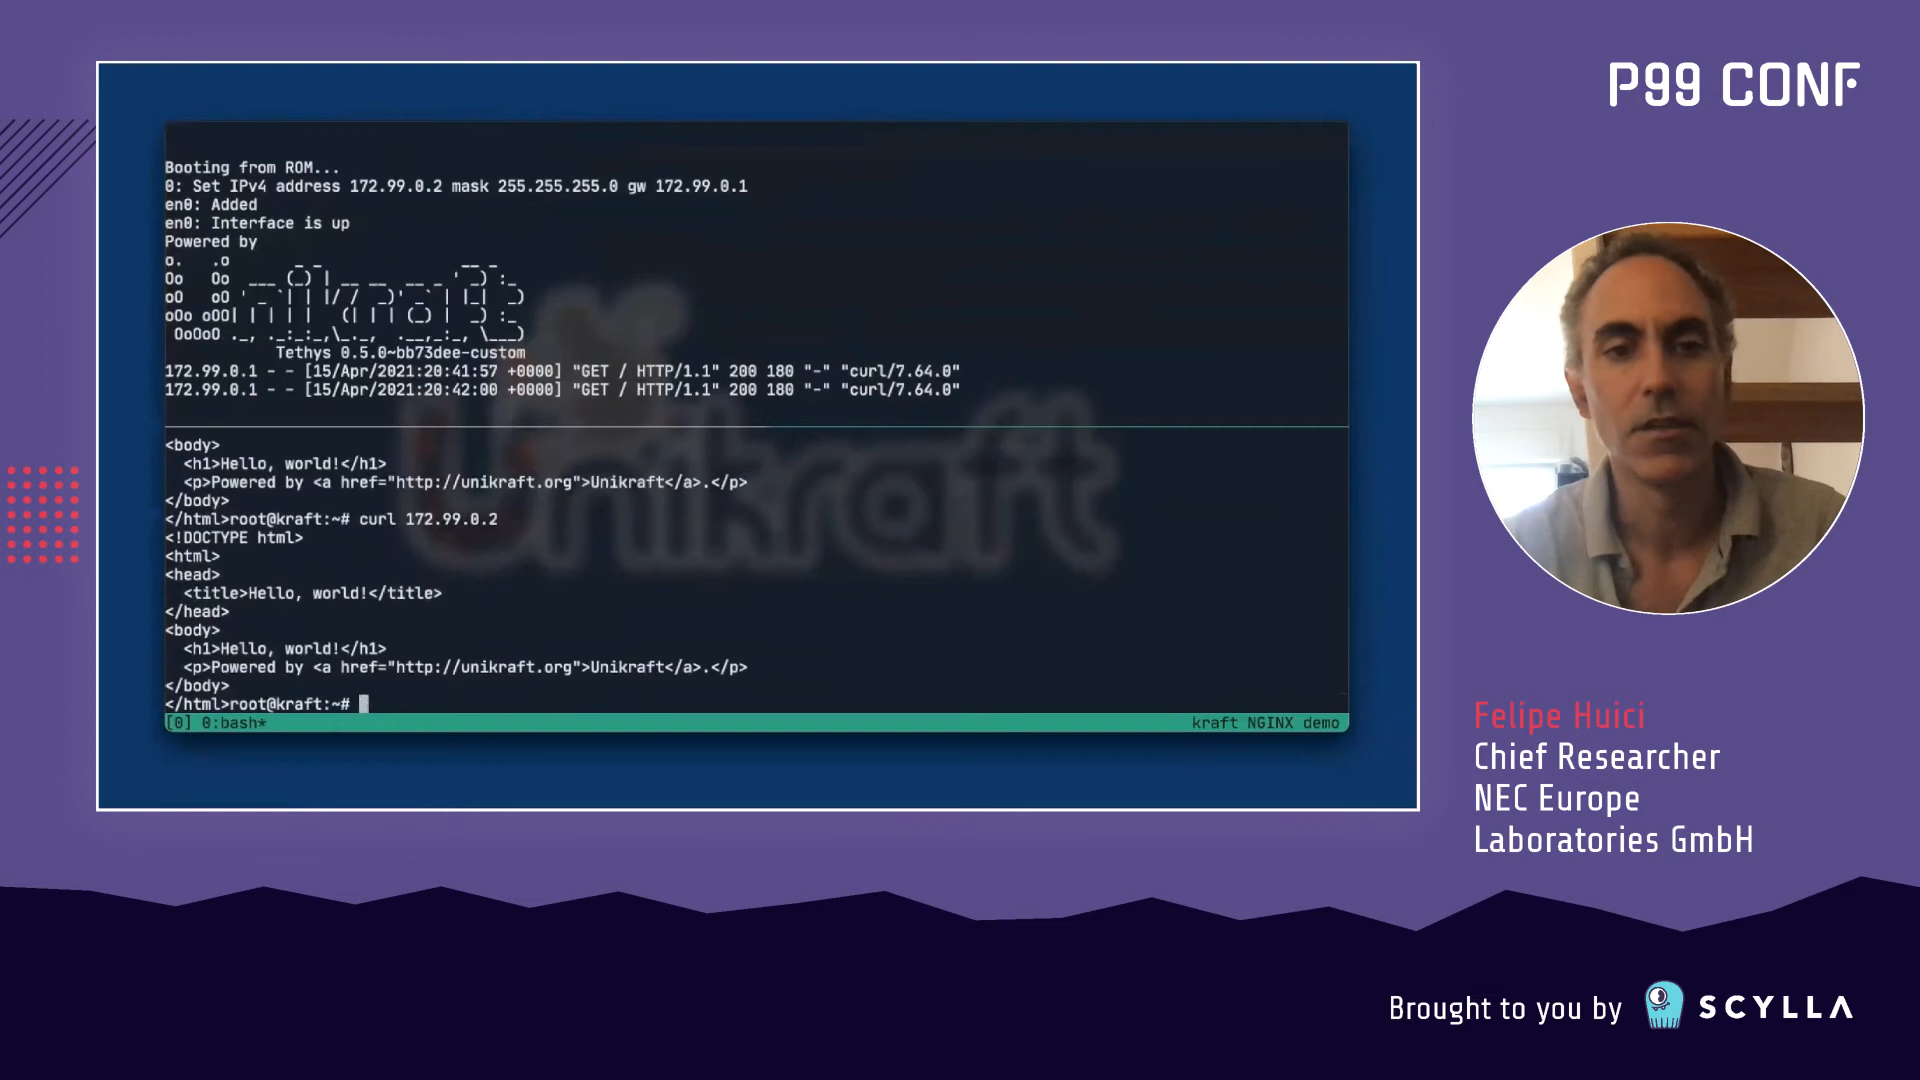 P99 CONF
Booting from ROM...
0: Set IPv4 address 172.99.0.2 mask 255.255.255.0 gw 172.99.0.1
en0: Added
en0: Interface is up
Powered by
Unikraft
Tethys 0.5.0~bb73dee-custom
172.99.0.1 - - [15/Apr/2021:20:41:57 +0000] "GET / HTTP/1.1" 200 180 "-" "curl/7.64.0"
172.99.0.1 - - [15/Apr/2021:20:42:00 +0000] "GET / HTTP/1.1" 200 180 "-" "curl/7.64.0"
<body>
  <h1>Hello, world!</h1>
  <p>Powered by <a href="http://unikraft.org">Unikraft</a>.</p>
</body>
</html>root@kraft:~# curl 172.99.0.2
<!DOCTYPE html>
<html>
<head>
  <title>Hello, world!</title>
</head>
<body>
  <h1>Hello, world!</h1>
  <p>Powered by <a href="http://unikraft.org">Unikraft</a>.</p>
</body>
</html>root@kraft:~#
[0] 0:bash* kraft NGINX demo
Unikraft
Felipe Huici
Chief Researcher
NEC Europe
Laboratories GmbH
Brought to you by SCYLLA